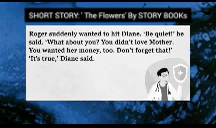 SHORT STORY: ' The Flowers' By STORY BOOKs
Roger suddenly wanted to hit Diane. 'Be quiet!' he
said. 'What about you? You didn't love Mother.
You wanted her money, too. Don't forget that!'
'It's true,' Diane said.